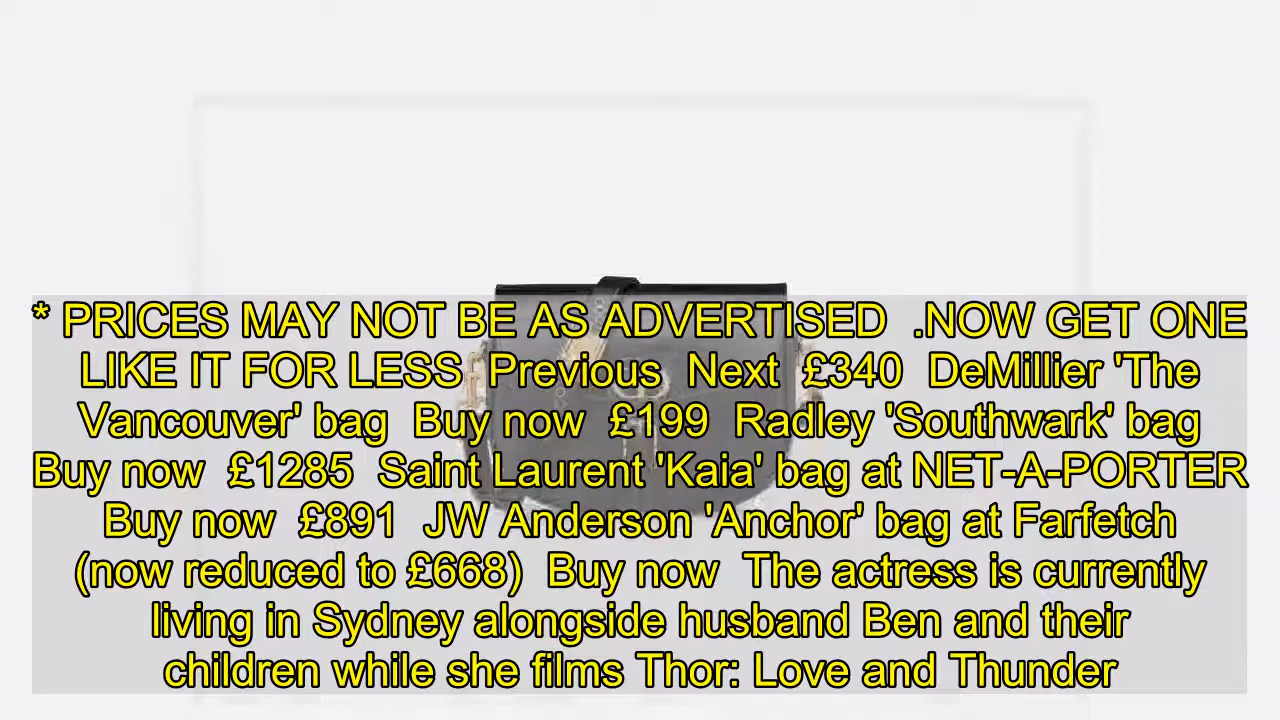 * PRICES MAY NOT BE AS ADVERTISED .NOW GET ONE
LIKE IT FOR LESS Previous Next £340 DeMillier 'The
Vancouver' bag Buy now £199 Radley 'Southwark' bag
Buy now £1285 Saint Laurent 'Kaia' bag at NET-A-PORTER
Buy now £891 JW Anderson 'Anchor' bag at Farfetch
(now reduced to £668) Buy now The actress is currently
living in Sydney alongside husband Ben and their
children while she films Thor: Love and Thunder